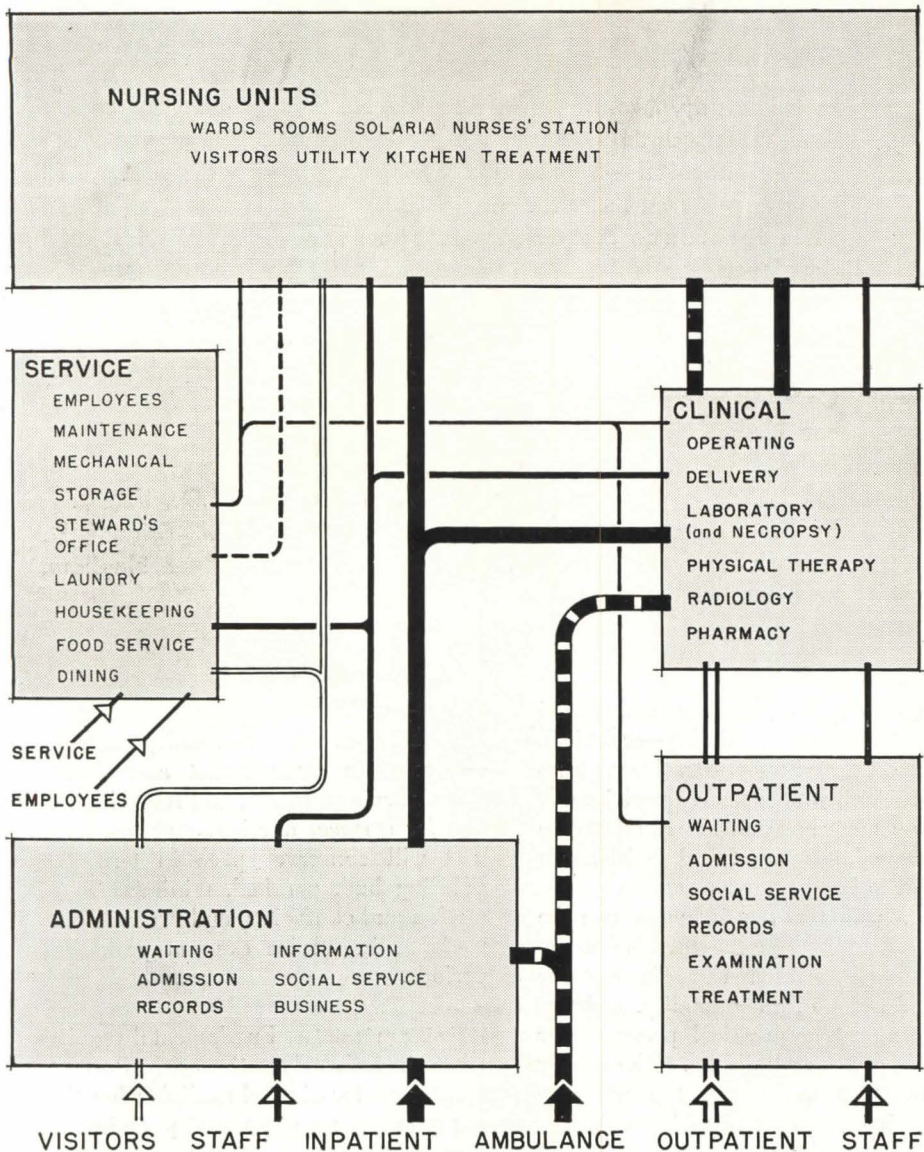 NURSING UNITS
WARDS ROOMS SOLARIA NURSES' STATION
VISITORS UTILITY KITCHEN TREATMENT
SERVICE
EMPLOYEES
MAINTENANCE
MECHANICAL
STORAGE
STEWARD'S
OFFICE
LAUNDRY
HOUSEKEEPING
FOOD SERVICE
DINING
SERVICE
EMPLOYEES
CLINICAL
OPERATING
DELIVERY
LABORATORY
(and NECROPSY)
PHYSICAL THERAPY
RADIOLOGY
PHARMACY
ADMINISTRATION
WAITING INFORMATION
ADMISSION SOCIAL SERVICE
RECORDS BUSINESS
OUTPATIENT
WAITING
ADMISSION
SOCIAL SERVICE
RECORDS
EXAMINATION
TREATMENT
VISITORS STAFF INPATIENT AMBULANCE OUTPATIENT STAFF